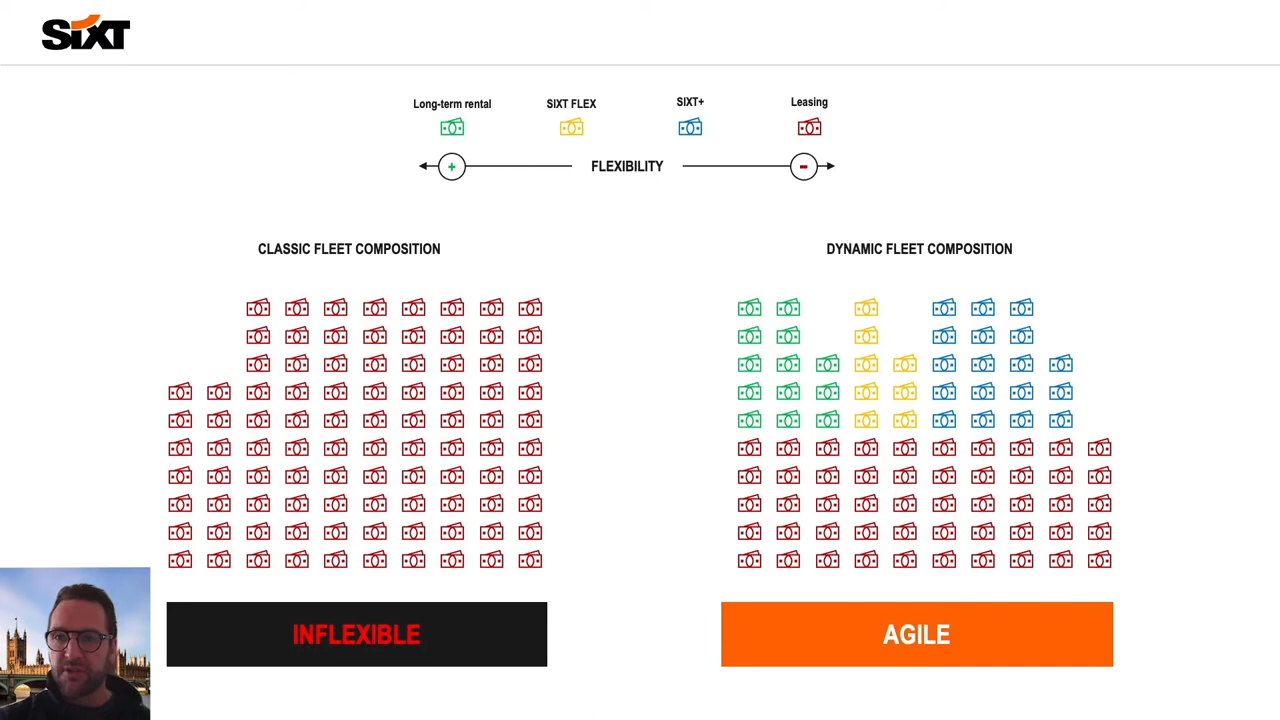 SIXT
Long-term rental
SIXT FLEX
SIXT+
Leasing
+
FLEXIBILITY
-
CLASSIC FLEET COMPOSITION
DYNAMIC FLEET COMPOSITION
INFLEXIBLE
AGILE